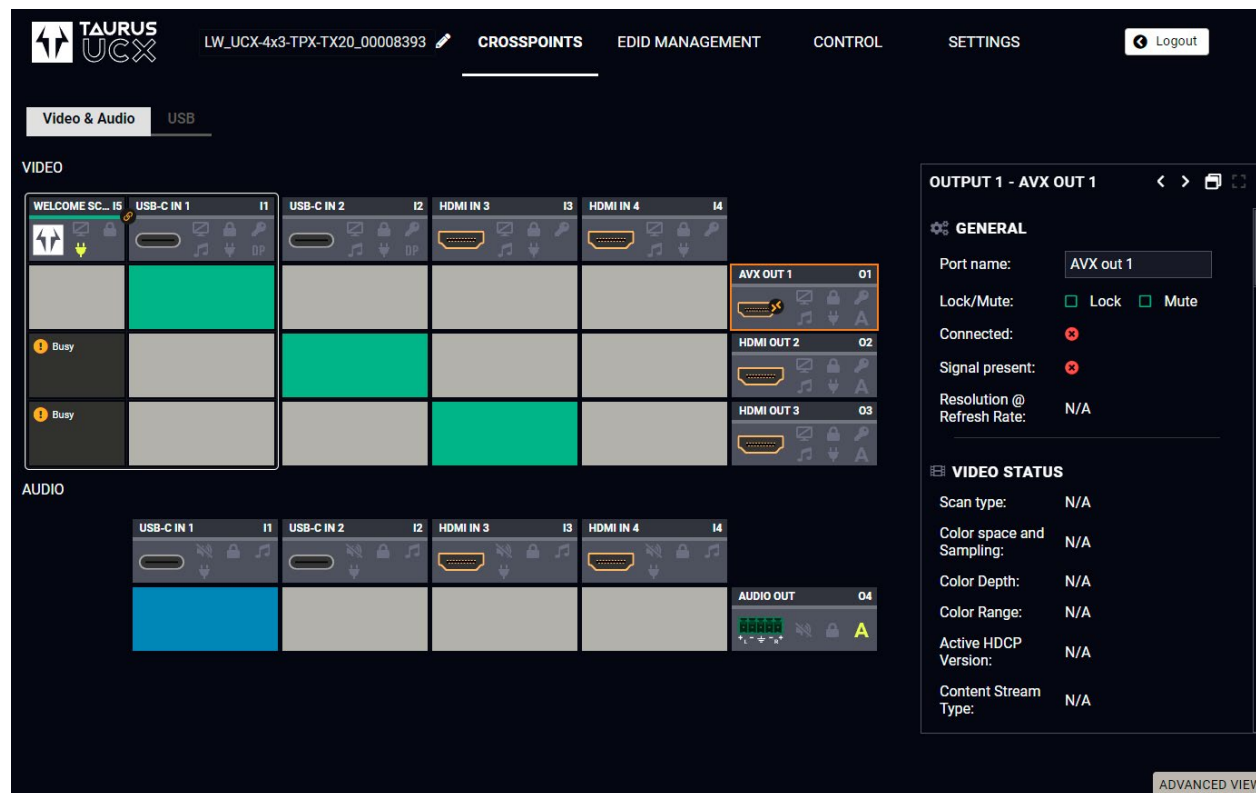 TAURUS
UCX
LW_UCX-4x3-TPX-TX20_00008393
CROSSPOINTS
EDID MANAGEMENT
CONTROL
SETTINGS
Logout
Video & Audio
USB
VIDEO
WELCOME SC... I5
USB-C IN 1 I1
USB-C IN 2 I2
HDMI IN 3 I3
HDMI IN 4 I4
DP
DP
AVX OUT 1 O1
A
Busy
HDMI OUT 2 O2
A
Busy
HDMI OUT 3 O3
A
AUDIO
USB-C IN 1 I1
USB-C IN 2 I2
HDMI IN 3 I3
HDMI IN 4 I4
AUDIO OUT O4
+L- -R+
A
OUTPUT 1 - AVX OUT 1
GENERAL
Port name: AVX out 1
Lock/Mute: Lock Mute
Connected:
Signal present:
Resolution @
Refresh Rate: N/A
VIDEO STATUS
Scan type: N/A
Color space and
Sampling: N/A
Color Depth: N/A
Color Range: N/A
Active HDCP
Version: N/A
Content Stream
Type: N/A
ADVANCED VIEW